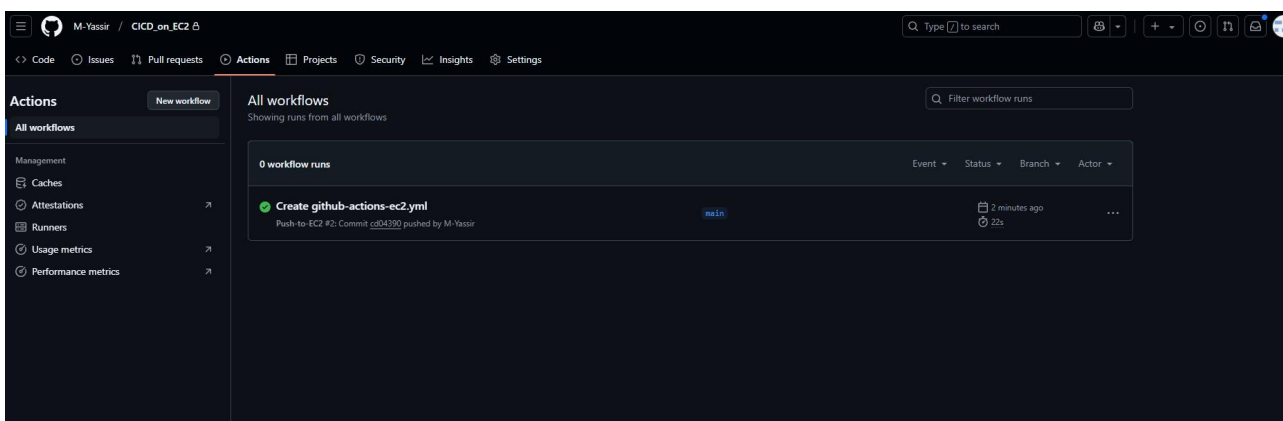 M-Yassir / CICD_on_EC2
Type / to search
Code Issues Pull requests Actions Projects Security Insights Settings
Actions
New workflow
All workflows
Management
Caches
Attestations
Runners
Usage metrics
Performance metrics
All workflows
Showing runs from all workflows
Filter workflow runs
0 workflow runs
Event Status Branch Actor
Create github-actions-ec2.yml
Push-to-EC2 #2: Commit cd04390 pushed by M-Yassir
main
2 minutes ago
22s